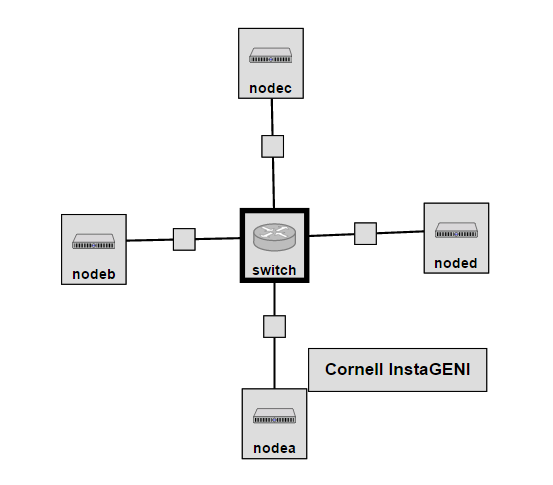 nodec
nodeb
switch
noded
Cornell InstaGENI
nodea